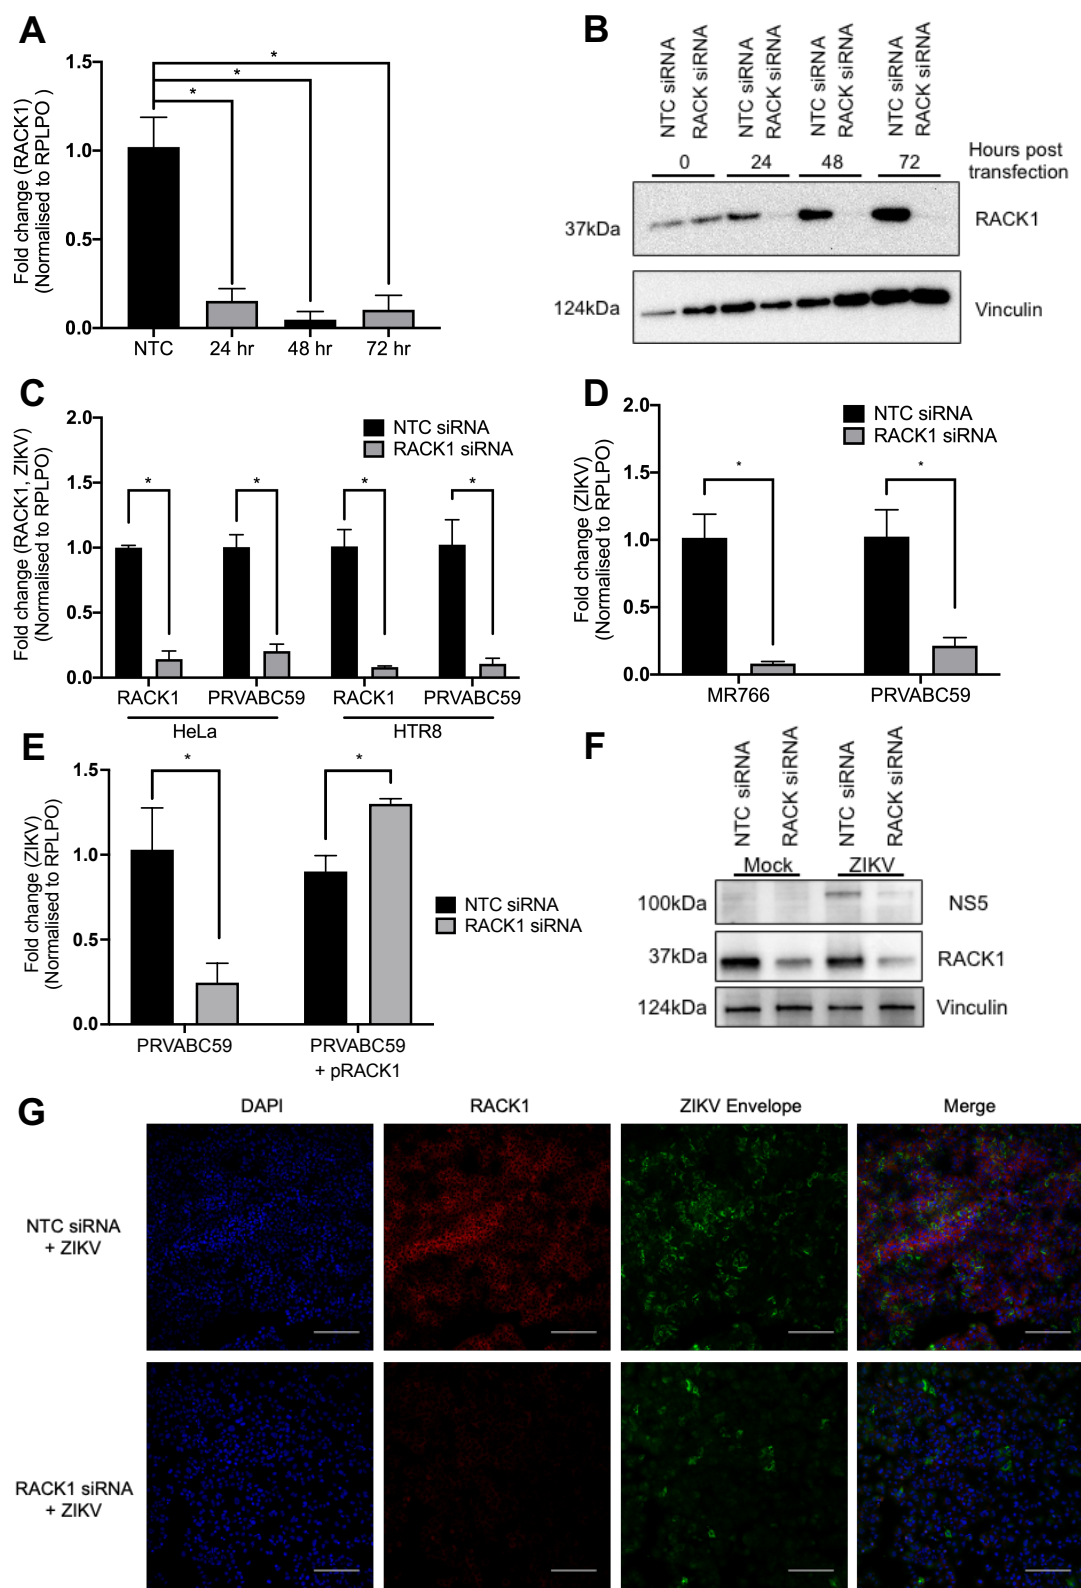 A
Fold change (RACK1)
(Normalised to RPLPO )
1.5
1.0
0.5
0.0
* * *
NTC 24 hr 48 hr 72 hr
B
NTC siRNA RACK siRNA NTC siRNA RACK siRNA NTC siRNA RACK siRNA NTC siRNA RACK siRNA
0 24 48 72
Hours post
transfection
37kDa RACK1
124kDa Vinculin
C
Fold change (RACK1, ZIKV)
(Normalised to RPLPO)
2.0
1.5
1.0
0.5
0.0
NTC siRNA
RACK1 siRNA
* * * *
RACK1 PRVABC59 RACK1 PRVABC59
HeLa HTR8
D
Fold change (ZIKV)
(Normalised to RPLPO)
2.0
1.5
1.0
0.5
0.0
NTC siRNA
RACK1 siRNA
* *
MR766 PRVABC59
E
Fold change (ZIKV)
(Normalised to RPLPO)
1.5
1.0
0.5
0.0
* *
NTC siRNA
RACK1 siRNA
PRVABC59 PRVABC59
+ pRACK1
F
NTC siRNA RACK siRNA NTC siRNA RACK siRNA
Mock ZIKV
100kDa NS5
37kDa RACK1
124kDa Vinculin
G
DAPI RACK1 ZIKV Envelope Merge
NTC siRNA
+ ZIKV
RACK1 siRNA
+ ZIKV